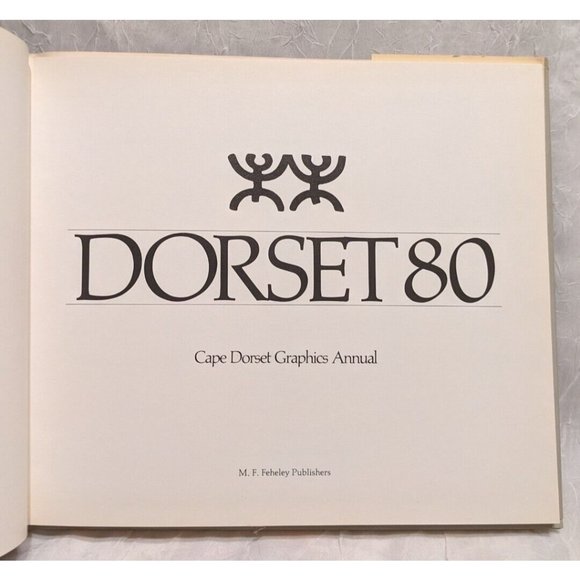 DORSET 80
Cape Dorset Graphics Annual
M. F. Feheley Publishers